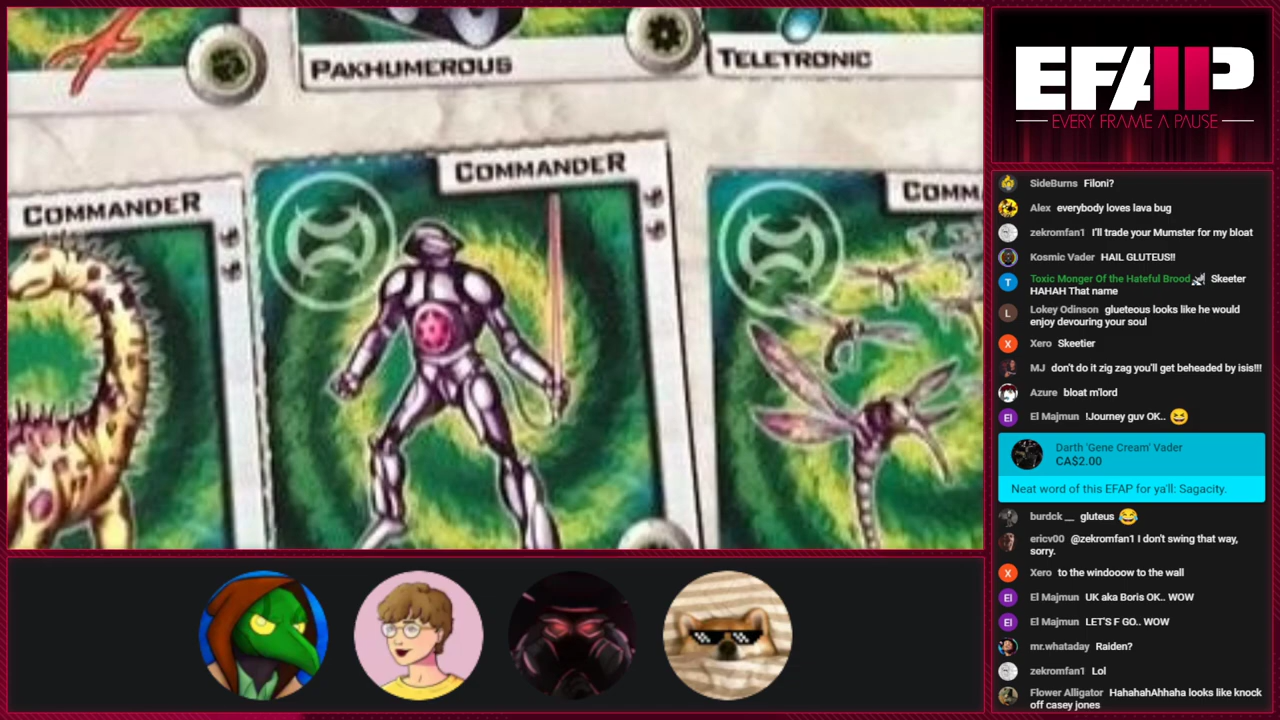 PAKHUMEROUS
TELETRONIC
COMMANDER
COMMANDER
COMM
EFAP
EVERY FRAME A PAUSE
SideBurns Filoni?
Alex everybody loves lava bug
zekromfan1 I'll trade your Mumster for my bloat
Kosmic Vader HAIL GLUTEUS!!
Toxic Monger Of the Hateful Brood Skeeter
HAHAH That name
Lokey Odinson glueteous looks like he would
enjoy devouring your soul
Xero Skeetier
MJ don't do it zig zag you'll get beheaded by isis!!!
Azure bloat m'lord
El Majmun !Journey guv OK.. 😆
Darth 'Gene Cream' Vader
CA$2.00
Neat word of this EFAP for ya'll: Sagacity.
burdck __ gluteus 😂
ericv00 @zekromfan1 I don't swing that way,
sorry.
Xero to the windooow to the wall
El Majmun UK aka Boris OK.. WOW
El Majmun LET'S F GO.. WOW
mr.whataday Raiden?
zekromfan1 Lol
Flower Alligator HahahahAhhaha looks like knock
off casey jones